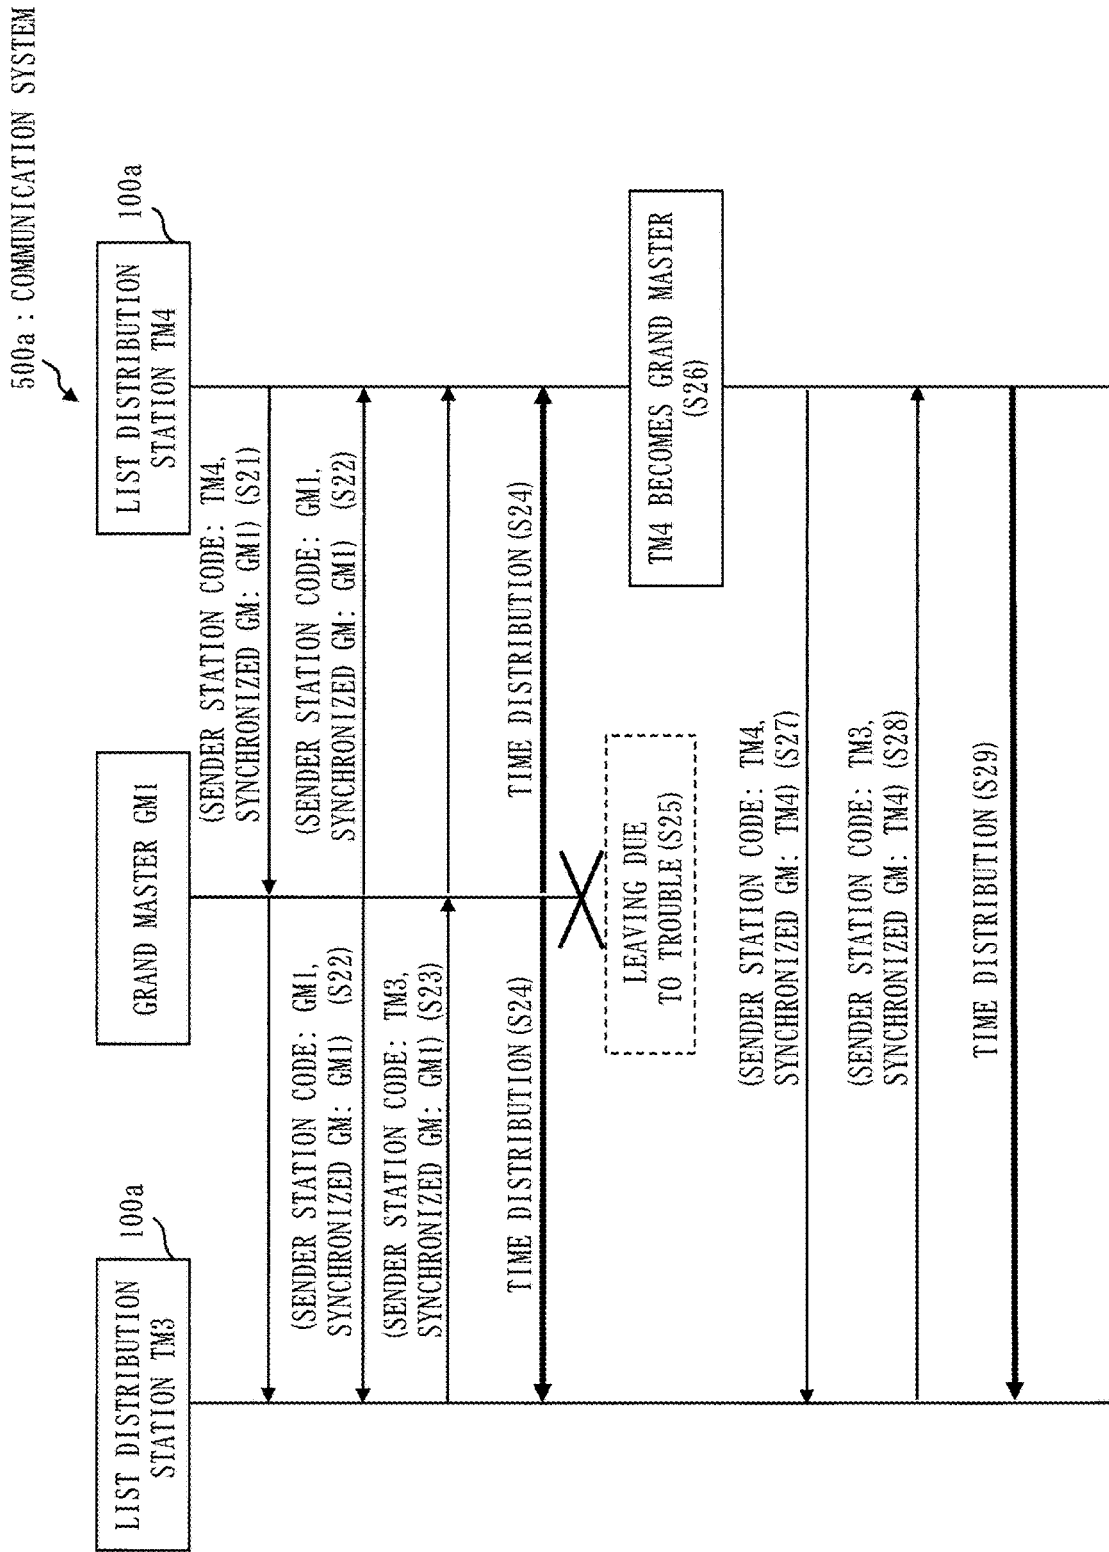 500a : COMMUNICATION SYSTEM
LIST DISTRIBUTION
STATION TM3
100a
GRAND MASTER GM1
LIST DISTRIBUTION
STATION TM4
100a
(SENDER STATION CODE: TM4,
SYNCHRONIZED GM: GM1) (S21)
(SENDER STATION CODE: GM1,
SYNCHRONIZED GM: GM1) (S22)
(SENDER STATION CODE: GM1,
SYNCHRONIZED GM: GM1) (S22)
(SENDER STATION CODE: TM3,
SYNCHRONIZED GM: GM1) (S23)
TIME DISTRIBUTION (S24)
TIME DISTRIBUTION (S24)
LEAVING DUE
TO TROUBLE (S25)
TM4 BECOMES GRAND MASTER
(S26)
(SENDER STATION CODE: TM4,
SYNCHRONIZED GM: TM4) (S27)
(SENDER STATION CODE: TM3,
SYNCHRONIZED GM: TM4) (S28)
TIME DISTRIBUTION (S29)